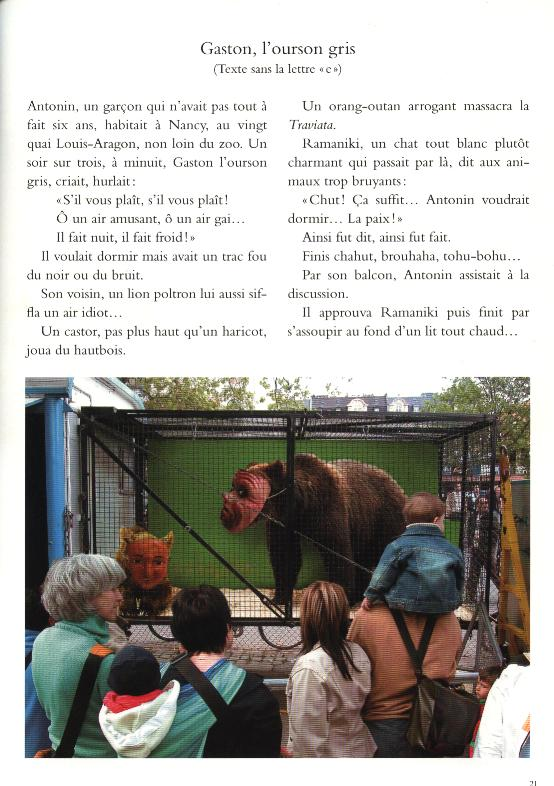 Gaston, l'ourson gris
(Texte sans la lettre « e »)
Antonin, un garçon qui n'avait pas tout à
fait six ans, habitait à Nancy, au vingt
quai Louis-Aragon, non loin du zoo. Un
soir sur trois, à minuit, Gaston l'ourson
gris, criait, hurlait :
« S'il vous plaît, s'il vous plaît !
Ô un air amusant, ô un air gai…
Il fait nuit, il fait froid ! »
Il voulait dormir mais avait un trac fou
du noir ou du bruit.
Son voisin, un lion poltron lui aussi sif-
fla un air idiot…
Un castor, pas plus haut qu'un haricot,
joua du hautbois.
Un orang-outan arrogant massacra la
Traviata.
Ramaniki, un chat tout blanc plutôt
charmant qui passait par là, dit aux ani-
maux trop bruyants :
« Chut ! Ça suffit… Antonin voudrait
dormir… La paix ! »
Ainsi fut dit, ainsi fut fait.
Finis chahut, brouhaha, tohu-bohu…
Par son balcon, Antonin assistait à la
discussion.
Il approuva Ramaniki puis finit par
s'assoupir au fond d'un lit tout chaud…
21